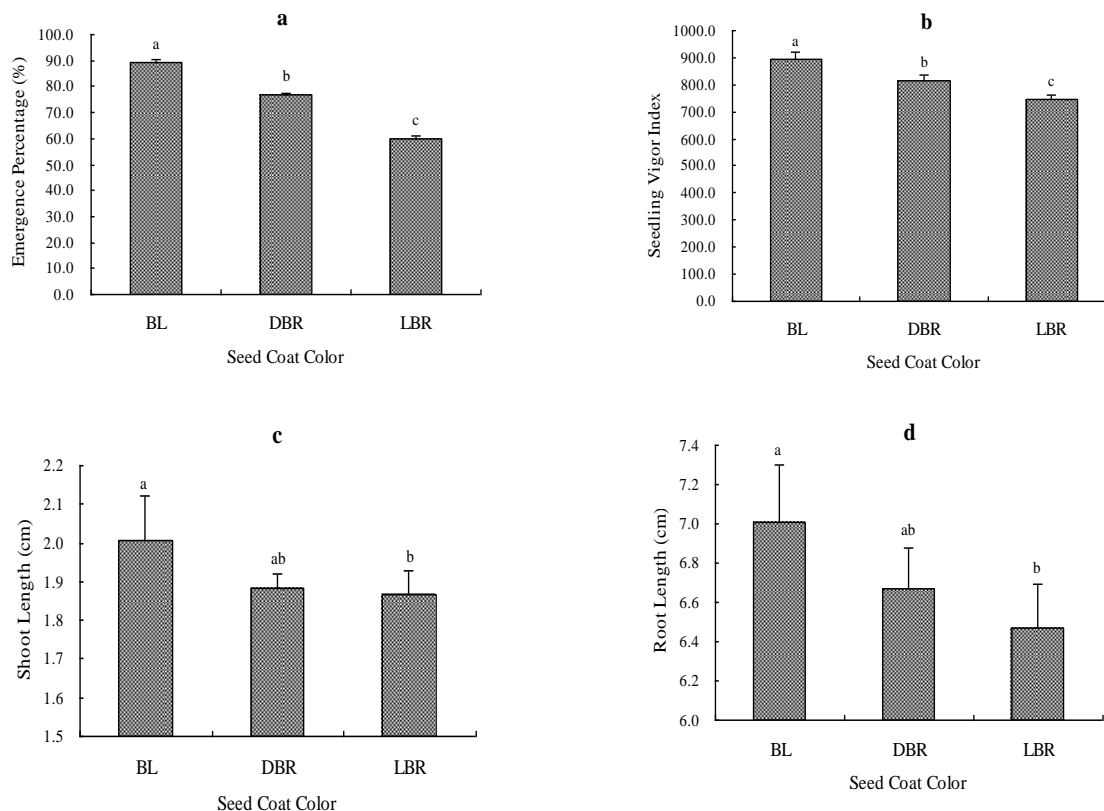 a
100.0
90.0
80.0
70.0
60.0
50.0
40.0
30.0
20.0
10.0
0.0
Emergence Percentage (%)
a
b
c
BL DBR LBR
Seed Coat Color
b
1000.0
900.0
800.0
700.0
600.0
500.0
400.0
300.0
200.0
100.0
0.0
Seedling Vigor Index
a
b
c
BL DBR LBR
Seed Coat Color
c
2.2
2.1
2.0
1.9
1.8
1.7
1.6
1.5
Shoot Length (cm)
a
ab
b
BL DBR LBR
Seed Coat Color
d
7.4
7.2
7.0
6.8
6.6
6.4
6.2
6.0
Root Length (cm)
a
ab
b
BL DBR LBR
Seed Coat Color